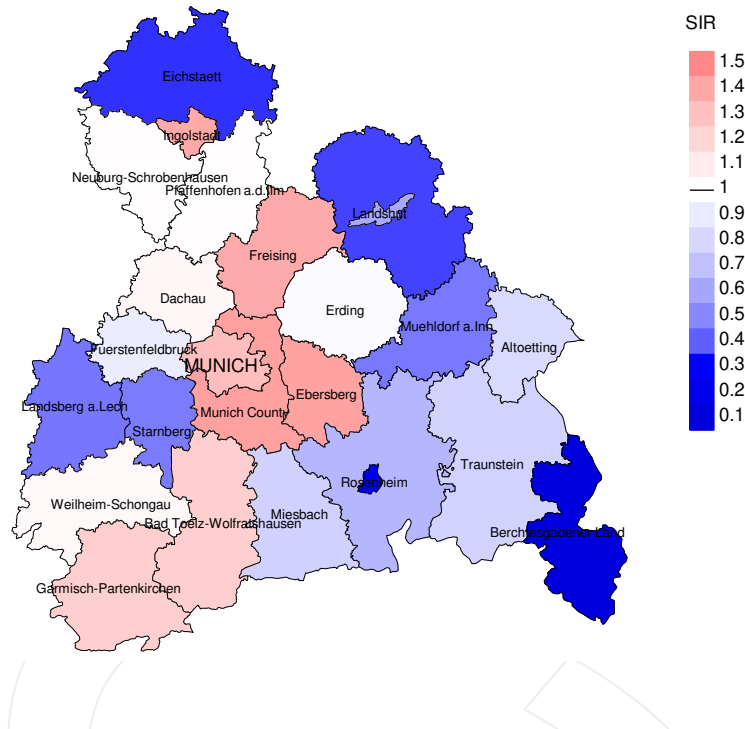 SIR
1.5
1.4
1.3
1.2
1.1
1
0.9
0.8
0.7
0.6
0.5
0.4
0.3
0.2
0.1
Eichstaett
Ingolstadt
Neuburg-Schrobenhausen
Pfaffenhofen a.d.Ilm
Landshut
Freising
Dachau
Erding
Muehldorf a.Inn
Altoetting
Fuerstenfeldbruck
MUNICH
Ebersberg
Landsberg a.Lech
Munich County
Starnberg
Traunstein
Rosenheim
Weilheim-Schongau
Miesbach
Bad Toelz-Wolfratshausen
Berchtesgadener Land
Garmisch-Partenkirchen